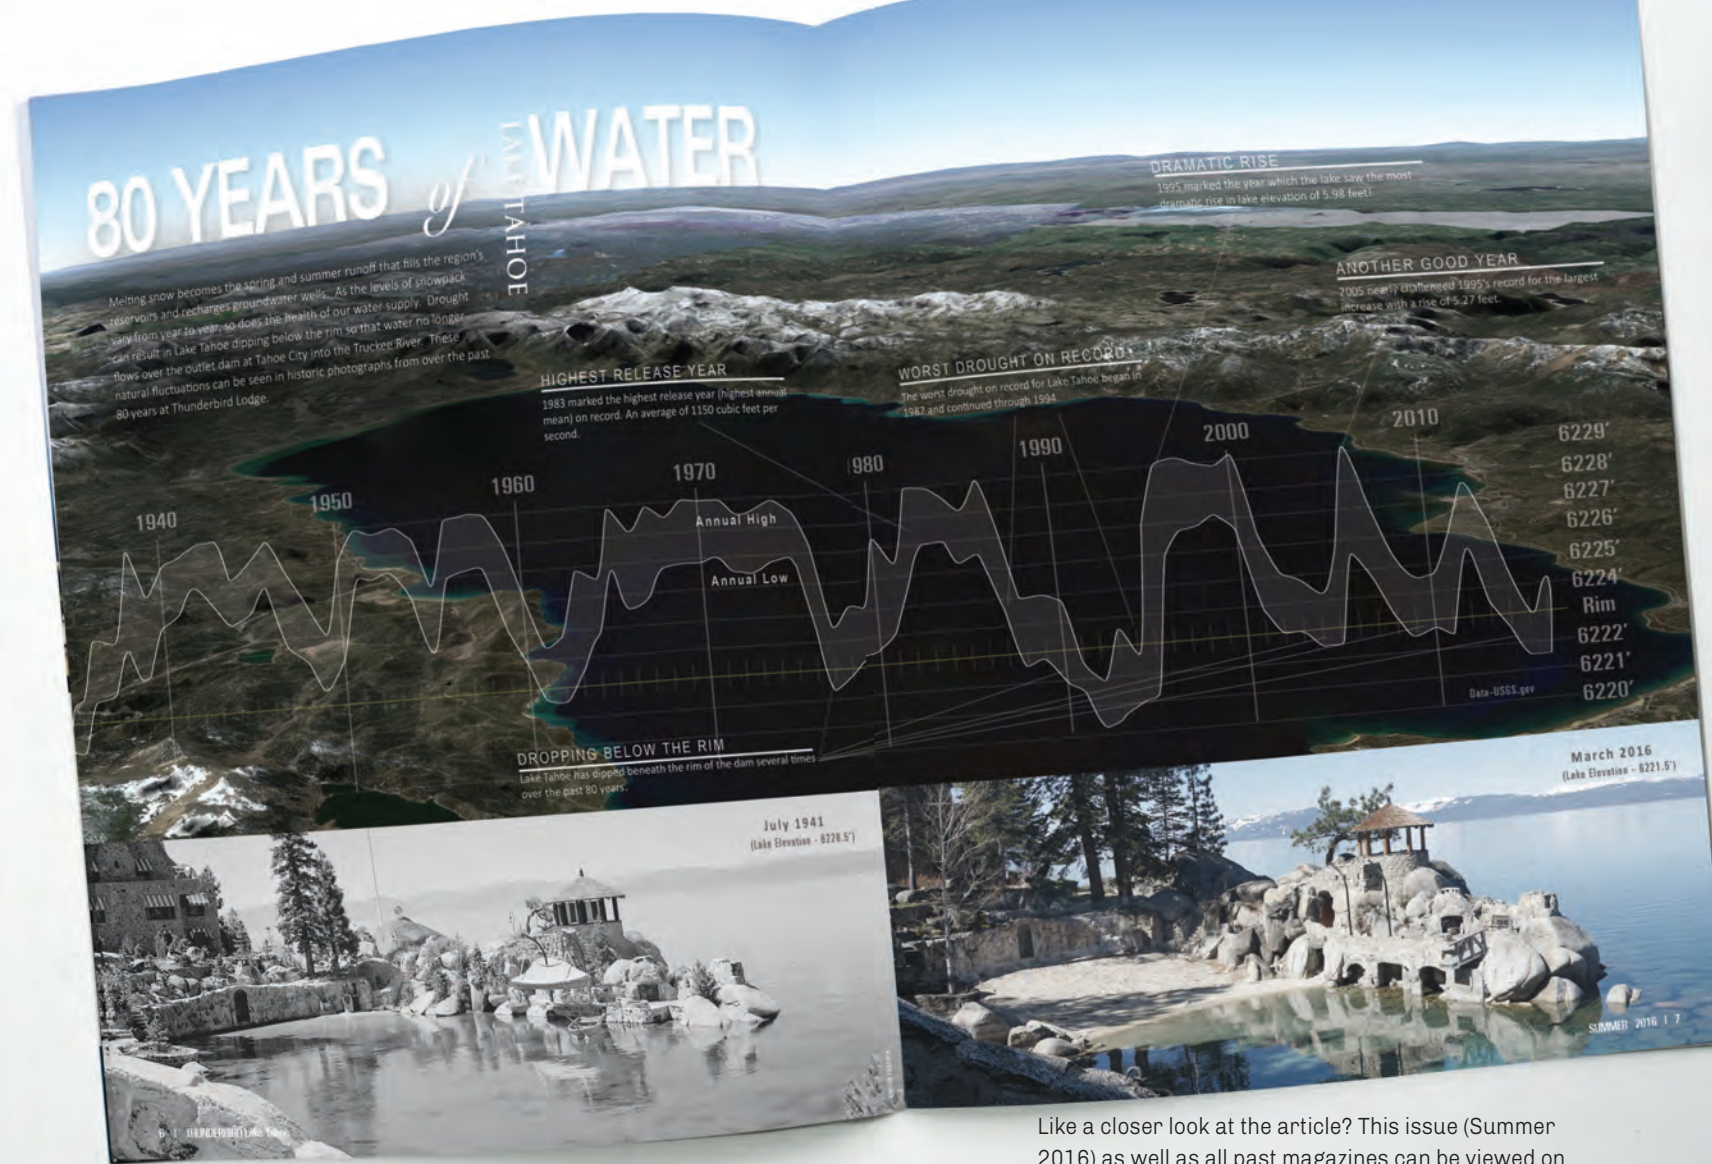 80 YEARS of LAKE TAHOE WATER
Melting snow becomes the spring and summer runoff that fills the region's
reservoirs and recharges groundwater wells. As the levels of snowpack
vary from year to year, so does the health of our water supply. Drought
can result in Lake Tahoe dipping below the rim so that water no longer
flows over the outlet dam at Tahoe City into the Truckee River. These
natural fluctuations can be seen in historic photographs from over the past
80 years at Thunderbird Lodge.
DRAMATIC RISE
1995 marked the year which the lake saw the most
dramatic rise in lake elevation of 5.98 feet!
ANOTHER GOOD YEAR
2005 nearly challenged 1995's record for the largest
increase with a rise of 5.27 feet.
HIGHEST RELEASE YEAR
1983 marked the highest release year (highest annual
mean) on record. An average of 1150 cubic feet per
second.
WORST DROUGHT ON RECORD
The worst drought on record for Lake Tahoe began in
1987 and continued through 1994.
1940
1950
1960
1970
1980
1990
2000
2010
6229'
6228'
6227'
6226'
6225'
6224'
Rim
6222'
6221'
6220'
Annual High
Annual Low
Data-USGS.gov
DROPPING BELOW THE RIM
Lake Tahoe has dipped beneath the rim of the dam several times
over the past 80 years.
July 1941
(Lake Elevation - 6228.5')
March 2016
(Lake Elevation - 6221.5')
6 | THUNDERBIRD Lake Tahoe
SUMMER 2016 | 7
Like a closer look at the article? This issue (Summer
2016) as well as all past magazines can be viewed on